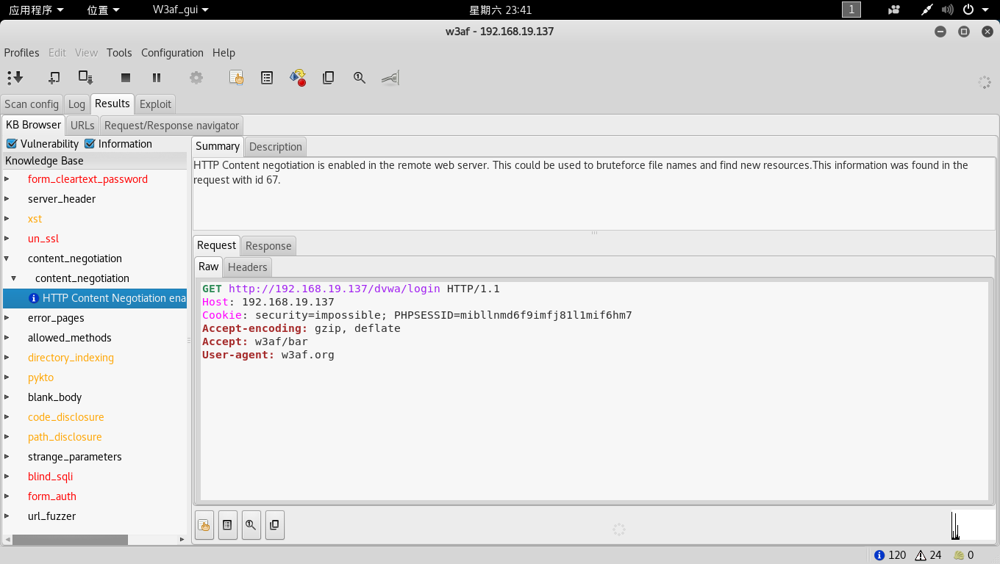 应用程序 位置 W3af_gui 星期六 23:41 1
w3af - 192.168.19.137
Profiles Edit View Tools Configuration Help
Scan config Log Results Exploit
KB Browser URLs Request/Response navigator
Vulnerability Information
Knowledge Base
form_cleartext_password
server_header
xst
un_ssl
content_negotiation
content_negotiation
HTTP Content Negotiation ena
error_pages
allowed_methods
directory_indexing
pykto
blank_body
code_disclosure
path_disclosure
strange_parameters
blind_sqli
form_auth
url_fuzzer
Summary Description
HTTP Content negotiation is enabled in the remote web server. This could be used to bruteforce file names and find new resources.This information was found in the
request with id 67.
Request Response
Raw Headers
GET http://192.168.19.137/dvwa/login HTTP/1.1
Host: 192.168.19.137
Cookie: security=impossible; PHPSESSID=mibllnmd6f9imfj81l1mif6hm7
Accept-encoding: gzip, deflate
Accept: w3af/bar
User-agent: w3af.org
120 24 0